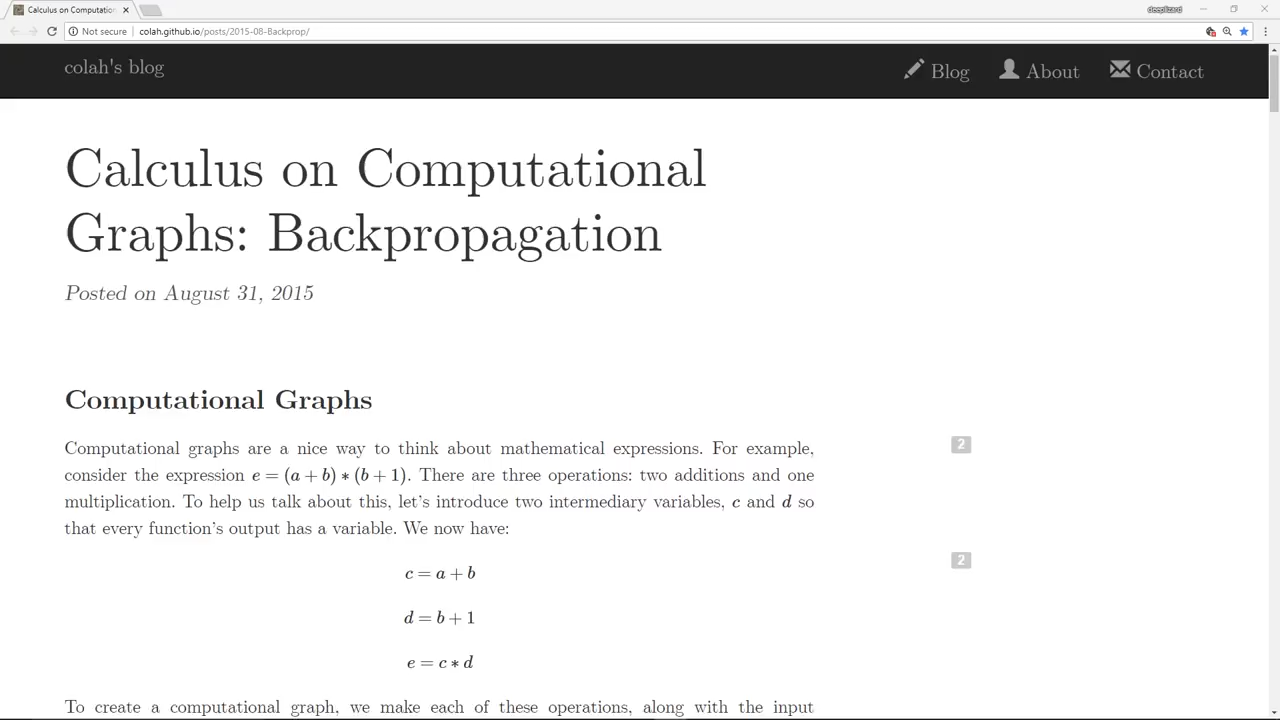 Calculus on Computation
deeplizard
Not secure
colah.github.io/posts/2015-08-Backprop/
colah's blog
Blog
About
Contact
Calculus on Computational
Graphs: Backpropagation
Posted on August 31, 2015
Computational Graphs
Computational graphs are a nice way to think about mathematical expressions. For example,
2
consider the expression e = (a + b) ∗ (b + 1). There are three operations: two additions and one
multiplication. To help us talk about this, let's introduce two intermediary variables, c and d so
that every function's output has a variable. We now have:
2
c = a + b
d = b + 1
e = c ∗ d
To create a computational graph, we make each of these operations, along with the input